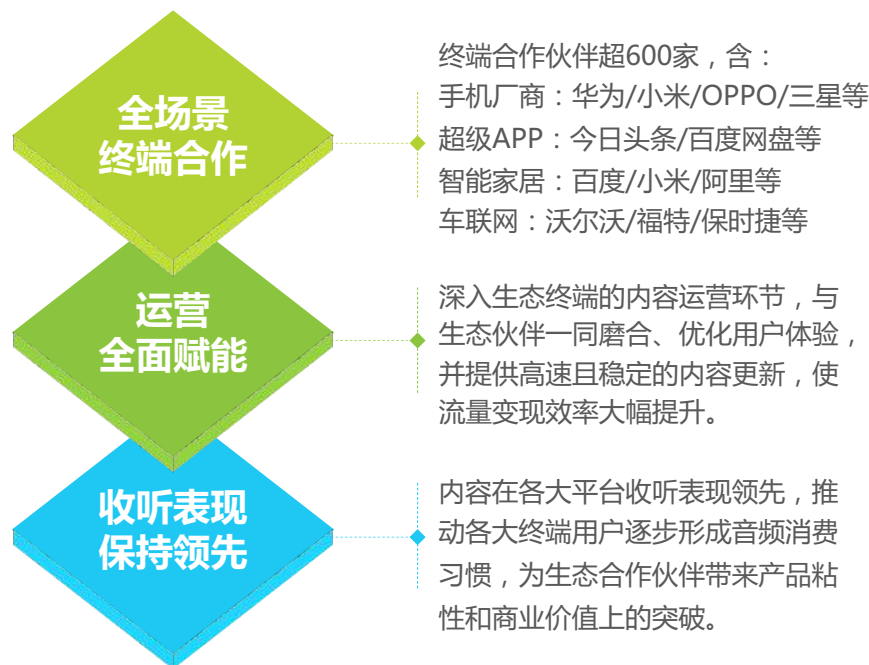 全场景
终端合作
终端合作伙伴超600家，含：
手机厂商：华为/小米/OPPO/三星等
超级APP：今日头条/百度网盘等
智能家居：百度/小米/阿里等
车联网：沃尔沃/福特/保时捷等
运营
全面赋能
深入生态终端的内容运营环节，与
生态伙伴一同磨合、优化用户体验，
并提供高速且稳定的内容更新，使
流量变现效率大幅提升。
收听表现
保持领先
内容在各大平台收听表现领先，推
动各大终端用户逐步形成音频消费
习惯，为生态合作伙伴带来产品粘
性和商业价值上的突破。